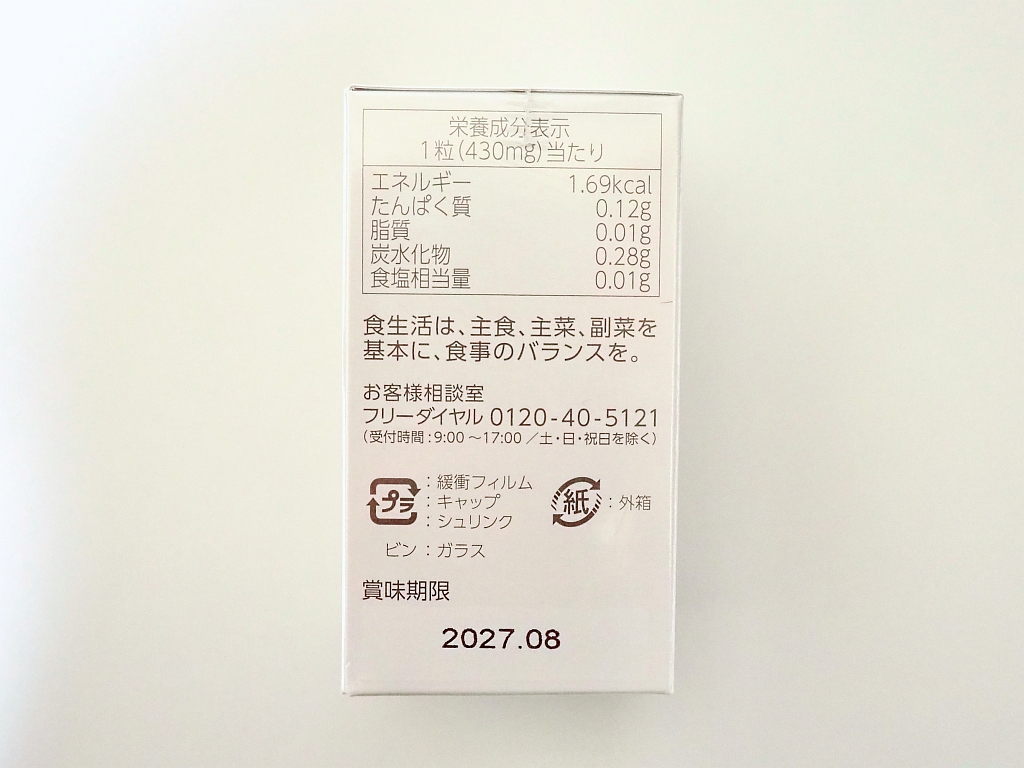 栄養成分表示
1粒(430mg)当たり
エネルギー 1.69kcal
たんぱく質 0.12g
脂質 0.01g
炭水化物 0.28g
食塩相当量 0.01g
食生活は、主食、主菜、副菜を
基本に、食事のバランスを。
お客様相談室
フリーダイヤル 0120-40-5121
(受付時間:9:00~17:00/土・日・祝日を除く)
プラ :緩衝フィルム
:キャップ
:シュリンク
紙 :外箱
ビン:ガラス
賞味期限
2027.08